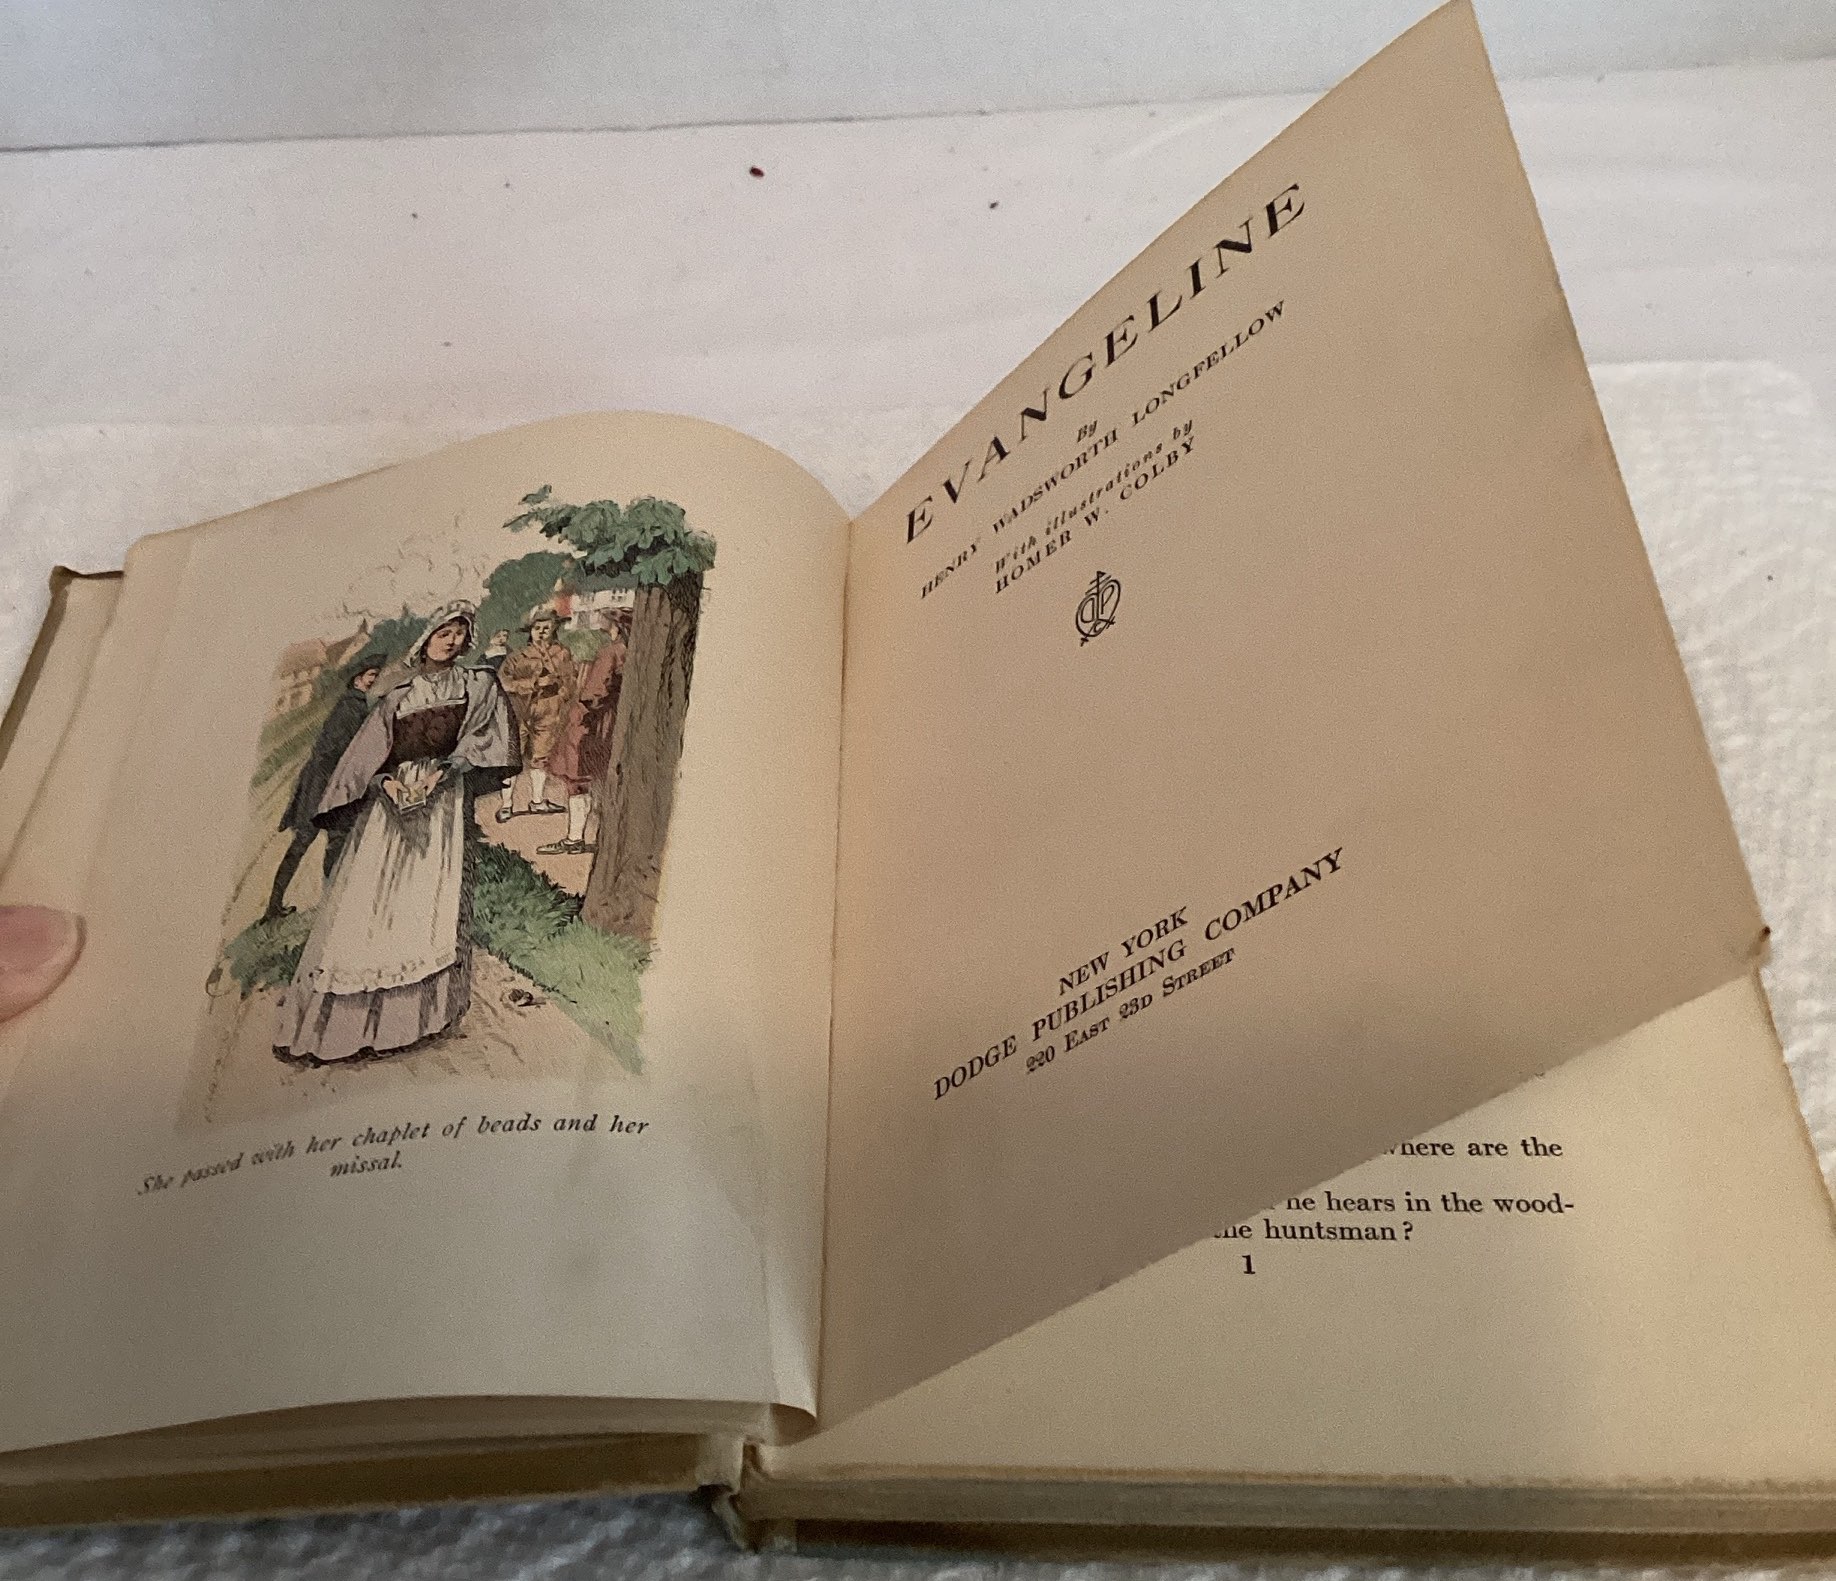 She passed with her chaplet of beads and her
missal.
EVANGELINE
By
HENRY WADSWORTH LONGFELLOW
With illustrations by
HOMER W. COLBY
NEW YORK
DODGE PUBLISHING COMPANY
220 EAST 23D STREET
where are the
he hears in the wood-
the huntsman?
1